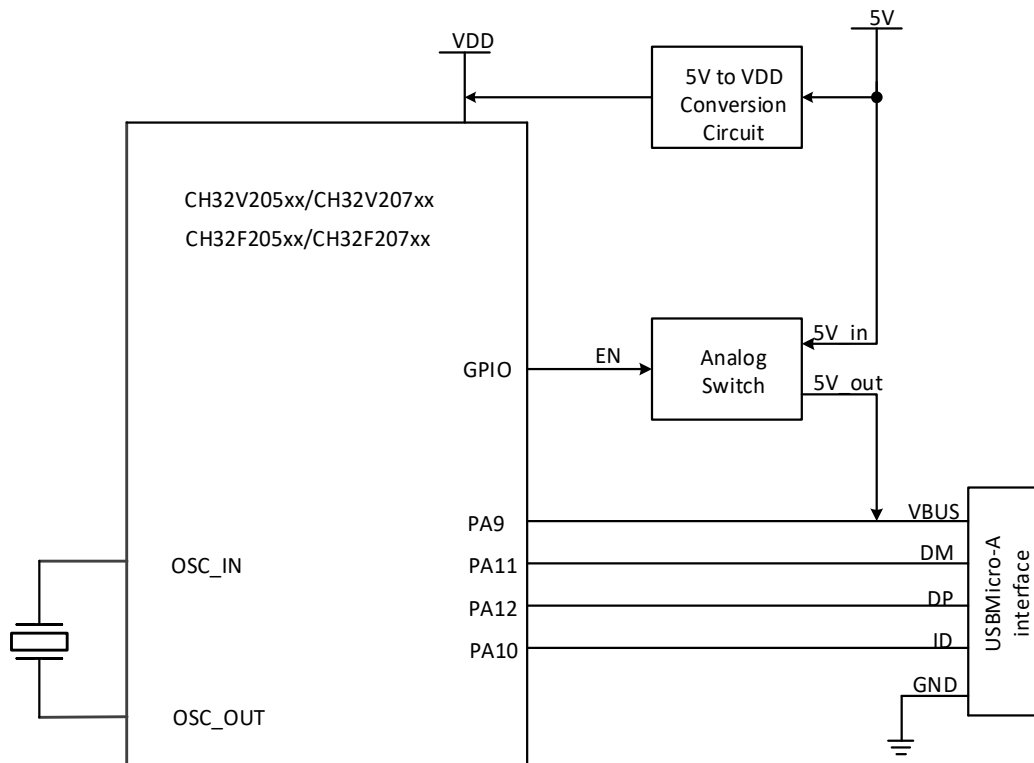 5V
VDD
5V to VDD
Conversion
Circuit
CH32V205xx/CH32V207xx
CH32F205xx/CH32F207xx
5V_in
GPIO
EN
Analog
Switch
5V_out
PA9
VBUS
OSC_IN
PA11
DM
PA12
DP
PA10
ID
USBMicro-A
interface
GND
OSC_OUT